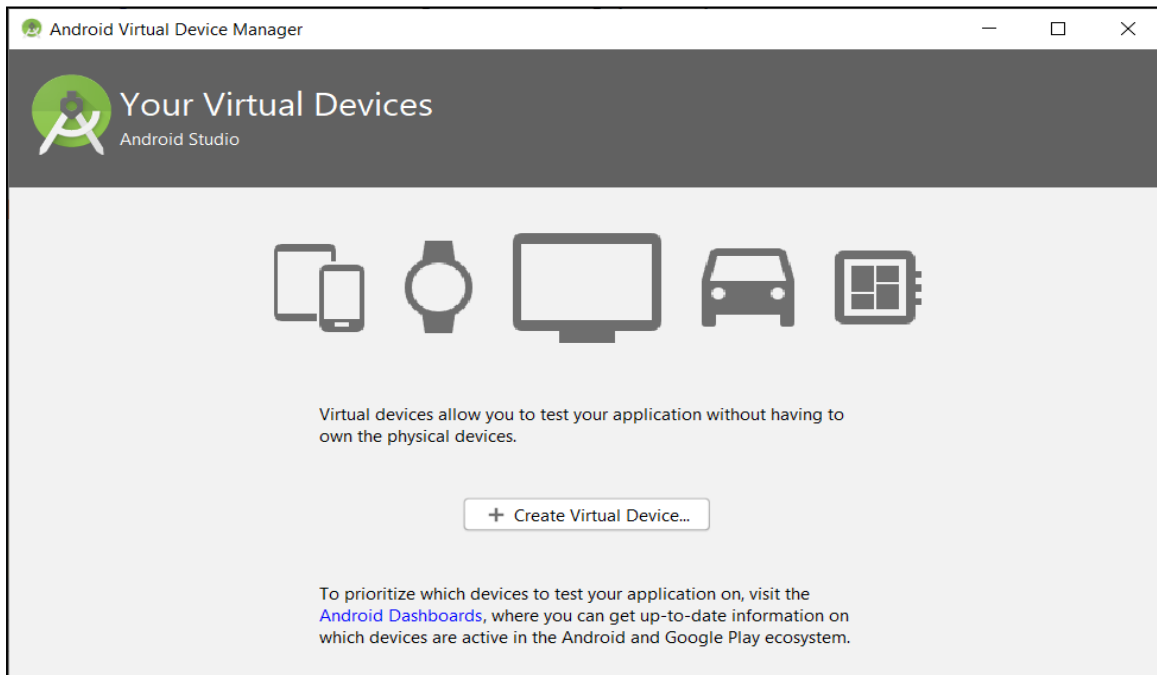 Android Virtual Device Manager
Your Virtual Devices
Android Studio
Virtual devices allow you to test your application without having to
own the physical devices.
+ Create Virtual Device...
To prioritize which devices to test your application on, visit the
Android Dashboards, where you can get up-to-date information on
which devices are active in the Android and Google Play ecosystem.